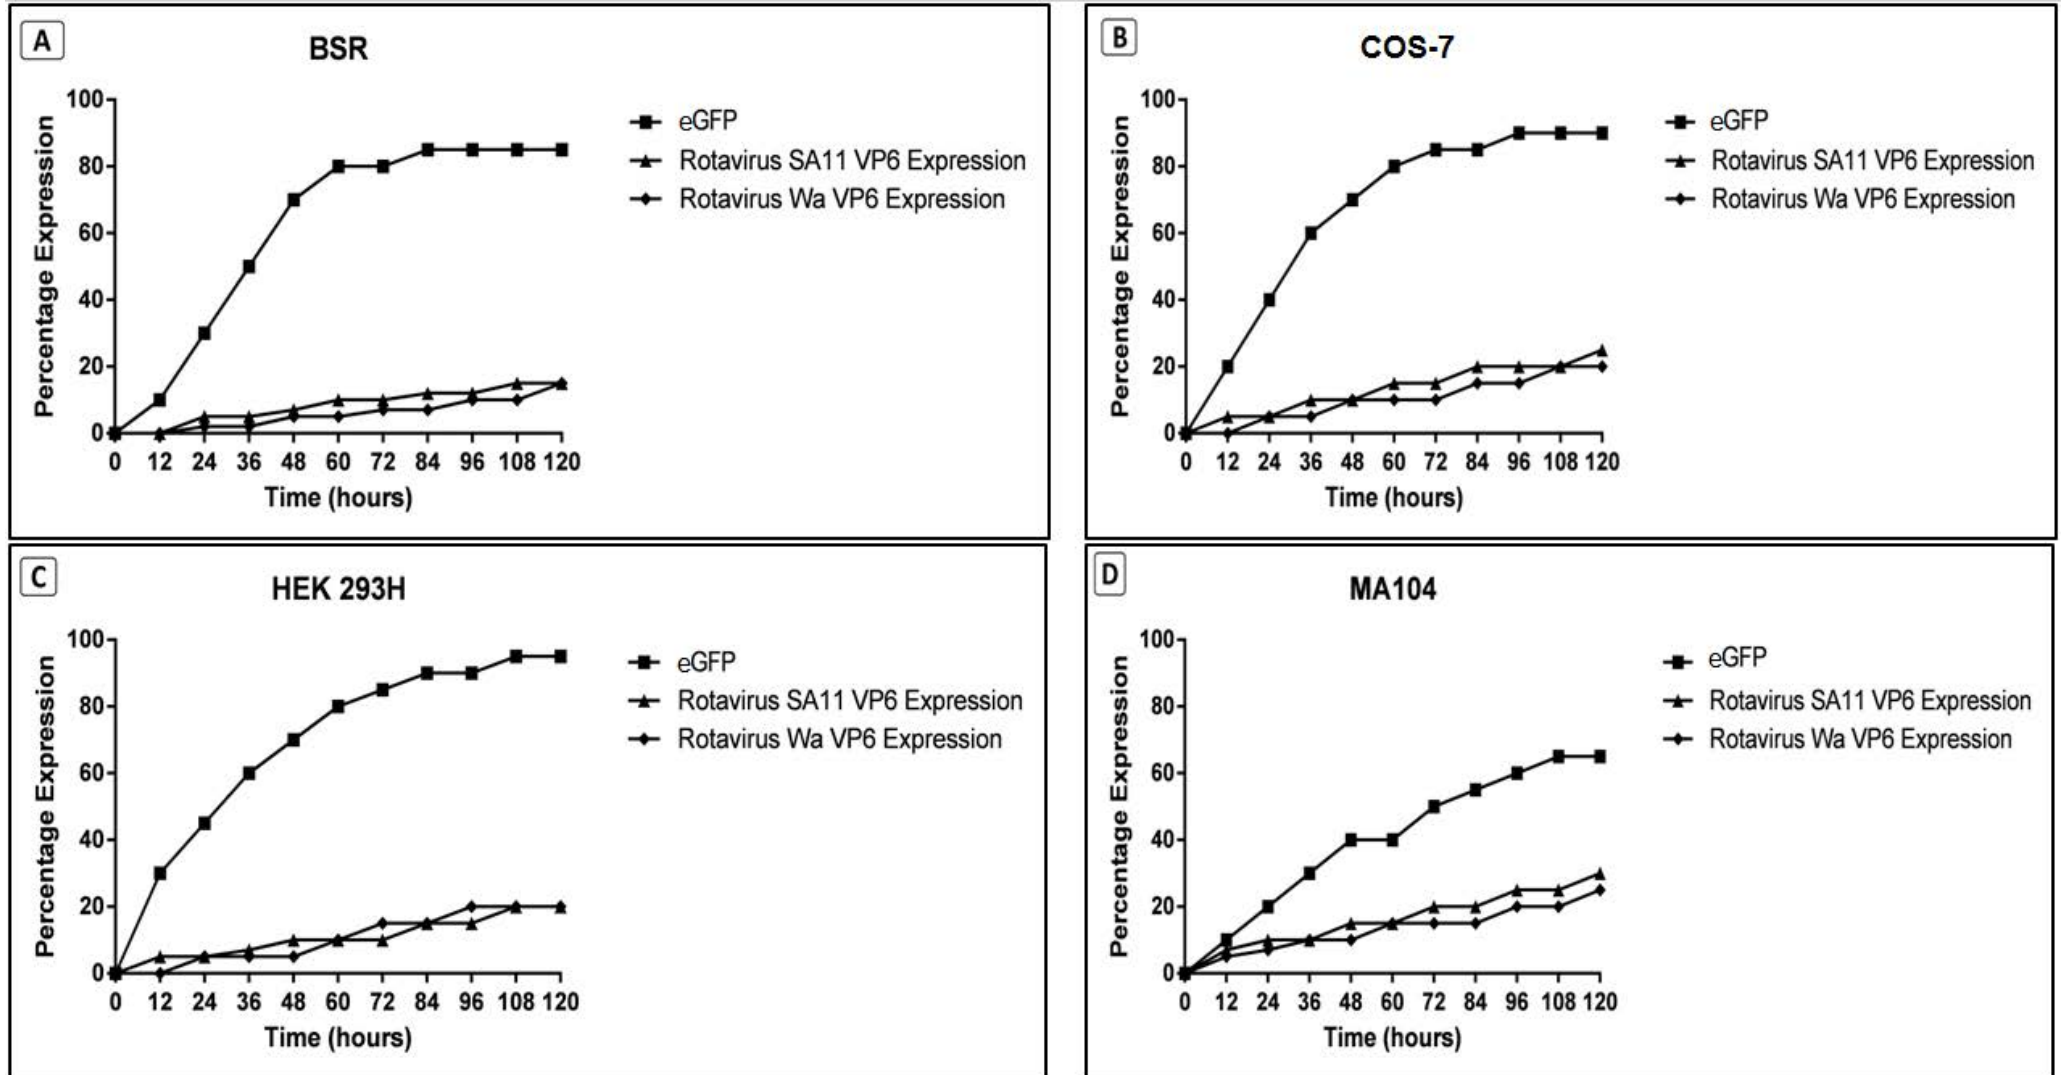 A
BSR
100
80
60
40
20
0
Percentage Expression
0 12 24 36 48 60 72 84 96 108 120
Time (hours)
eGFP
Rotavirus SA11 VP6 Expression
Rotavirus Wa VP6 Expression
B
COS-7
100
80
60
40
20
0
Percentage Expression
0 12 24 36 48 60 72 84 96 108 120
Time (hours)
eGFP
Rotavirus SA11 VP6 Expression
Rotavirus Wa VP6 Expression
C
HEK 293H
100
80
60
40
20
0
Percentage Expression
0 12 24 36 48 60 72 84 96 108 120
Time (hours)
eGFP
Rotavirus SA11 VP6 Expression
Rotavirus Wa VP6 Expression
D
MA104
100
80
60
40
20
0
Percentage Expression
0 12 24 36 48 60 72 84 96 108 120
Time (hours)
eGFP
Rotavirus SA11 VP6 Expression
Rotavirus Wa VP6 Expression